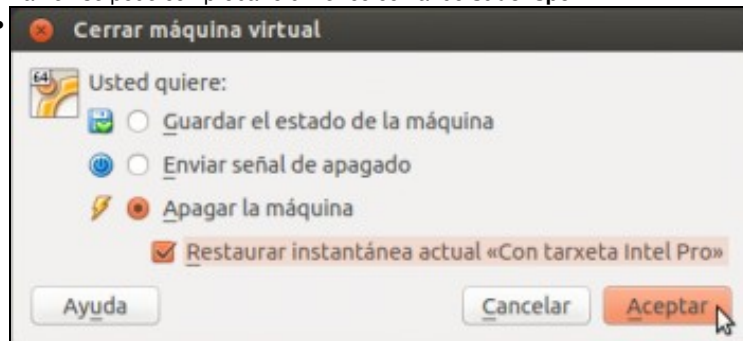 Cerrar máquina virtual
64
Usted quiere:
Guardar el estado de la máquina
Enviar señal de apagado
Apagar la máquina
Restaurar instantánea actual «Con tarxeta Intel Pro»
Ayuda
Cancelar
Aceptar